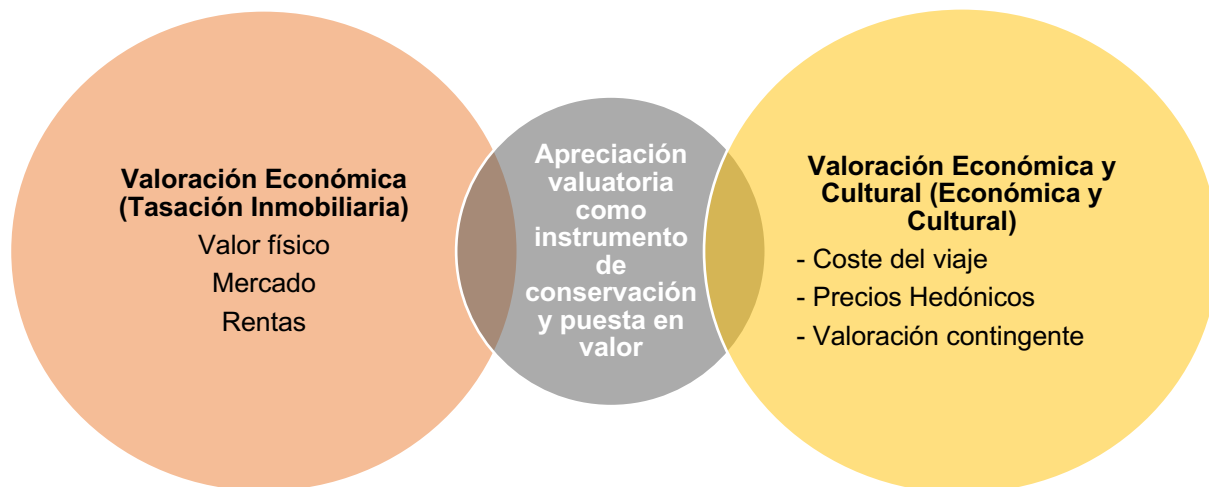 Valoración Económica
(Tasación Inmobiliaria)
Valor físico
Mercado
Rentas
Apreciación
valuatoria
como
instrumento
de
conservación
y puesta en
valor
Valoración Económica y
Cultural (Económica y
Cultural)
- Coste del viaje
- Precios Hedónicos
- Valoración contingente